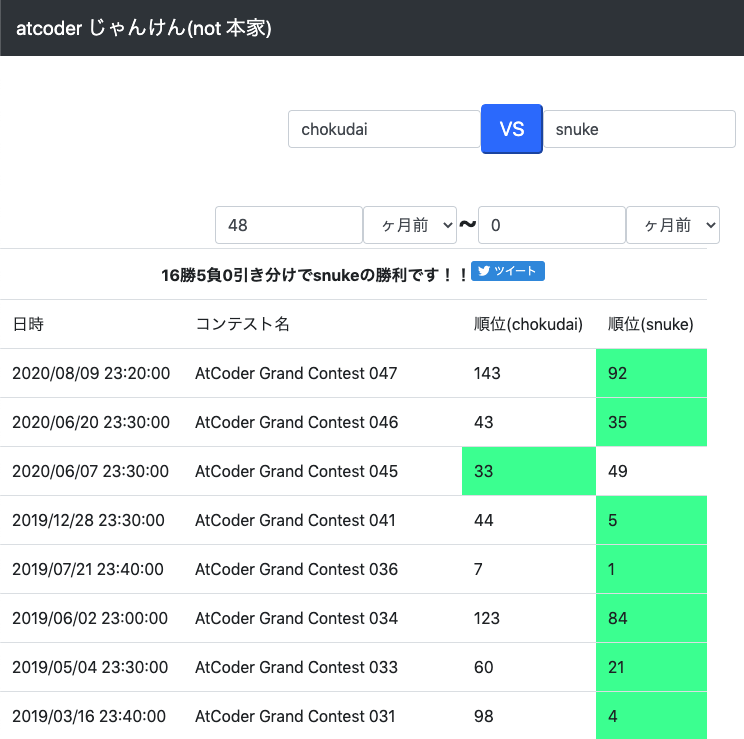 atcoder じゃんけん(not 本家)
chokudai VS snuke
48 ヶ月前 ~ 0 ヶ月前
16勝5負0引き分けでsnukeの勝利です！！ ツイート
日時 コンテスト名 順位(chokudai) 順位(snuke)
2020/08/09 23:20:00 AtCoder Grand Contest 047 143 92
2020/06/20 23:30:00 AtCoder Grand Contest 046 43 35
2020/06/07 23:30:00 AtCoder Grand Contest 045 33 49
2019/12/28 23:30:00 AtCoder Grand Contest 041 44 5
2019/07/21 23:40:00 AtCoder Grand Contest 036 7 1
2019/06/02 23:00:00 AtCoder Grand Contest 034 123 84
2019/05/04 23:30:00 AtCoder Grand Contest 033 60 21
2019/03/16 23:40:00 AtCoder Grand Contest 031 98 4